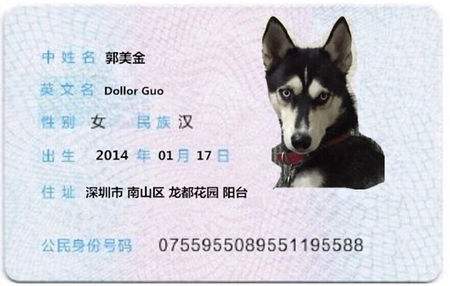 中姓名 郭美金
英文名 Dollor Guo
性别 女 民族 汉
出生 2014 年 01 月 17 日
住址 深圳市 南山区 龙都花园 阳台
公民身份号码 0755955089551195588